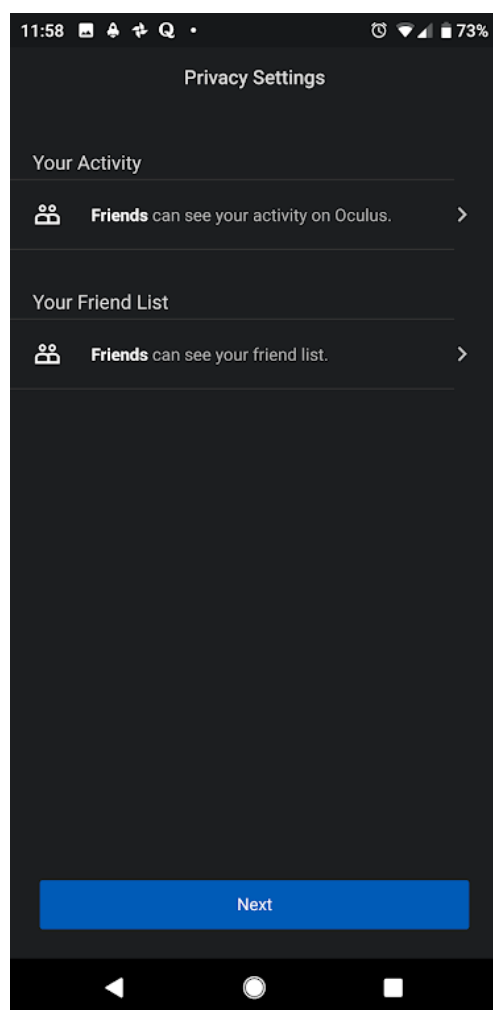 11:58 Q 73%
Privacy Settings
Your Activity
Friends can see your activity on Oculus.
Your Friend List
Friends can see your friend list.
Next